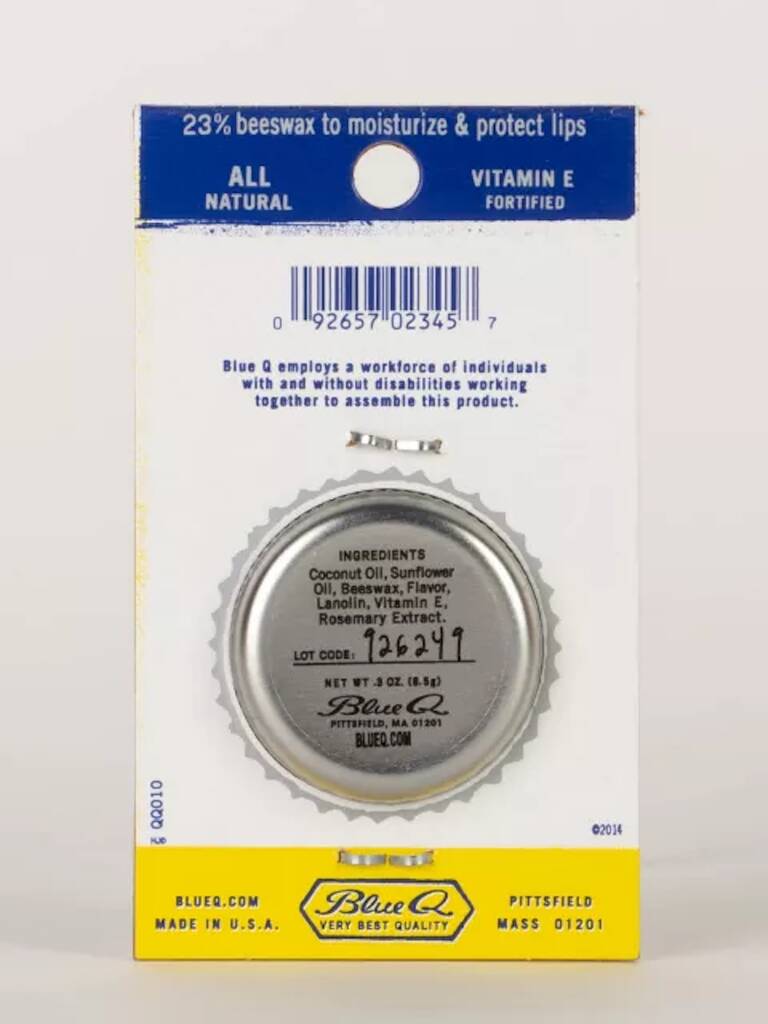 23% beeswax to moisturize & protect lips
ALL
NATURAL
VITAMIN E
FORTIFIED
0 92657 02345 7
Blue Q employs a workforce of individuals
with and without disabilities working
together to assemble this product.
INGREDIENTS
Coconut Oil, Sunflower
Oil, Beeswax, Flavor,
Lanolin, Vitamin E,
Rosemary Extract.
LOT CODE: 926249
NET WT .3 OZ. (8.5g)
Blue Q
PITTSFIELD, MA 01201
BLUEQ.COM
QQ010
©2014
BLUEQ.COM
MADE IN U.S.A.
Blue Q
VERY BEST QUALITY
PITTSFIELD
MASS 01201